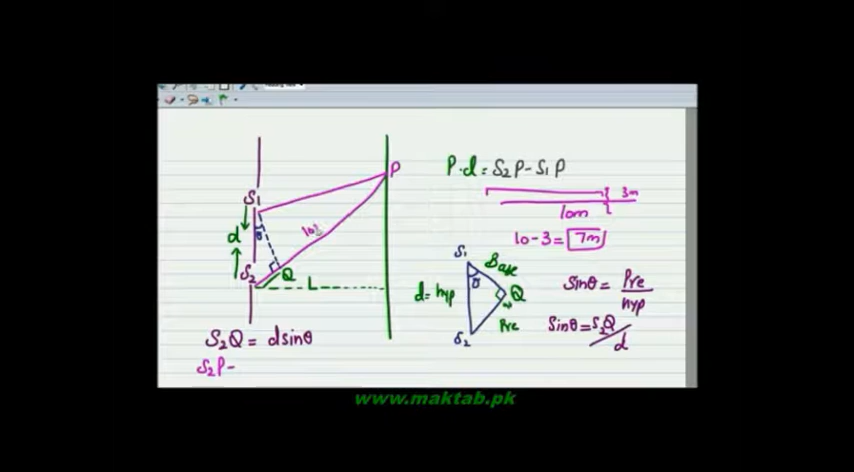 S₁
P
P.d = S₂P - S₁P
3m
10m
10-3 = 7m
d
θ
S₂
Q
L
S₁
Base
θ
d = hyp
Q
Pre
S₂
Sinθ = Pre/hyp
Sinθ = S₂Q/d
S₂Q = dsinθ
S₂P -
www.maktab.pk